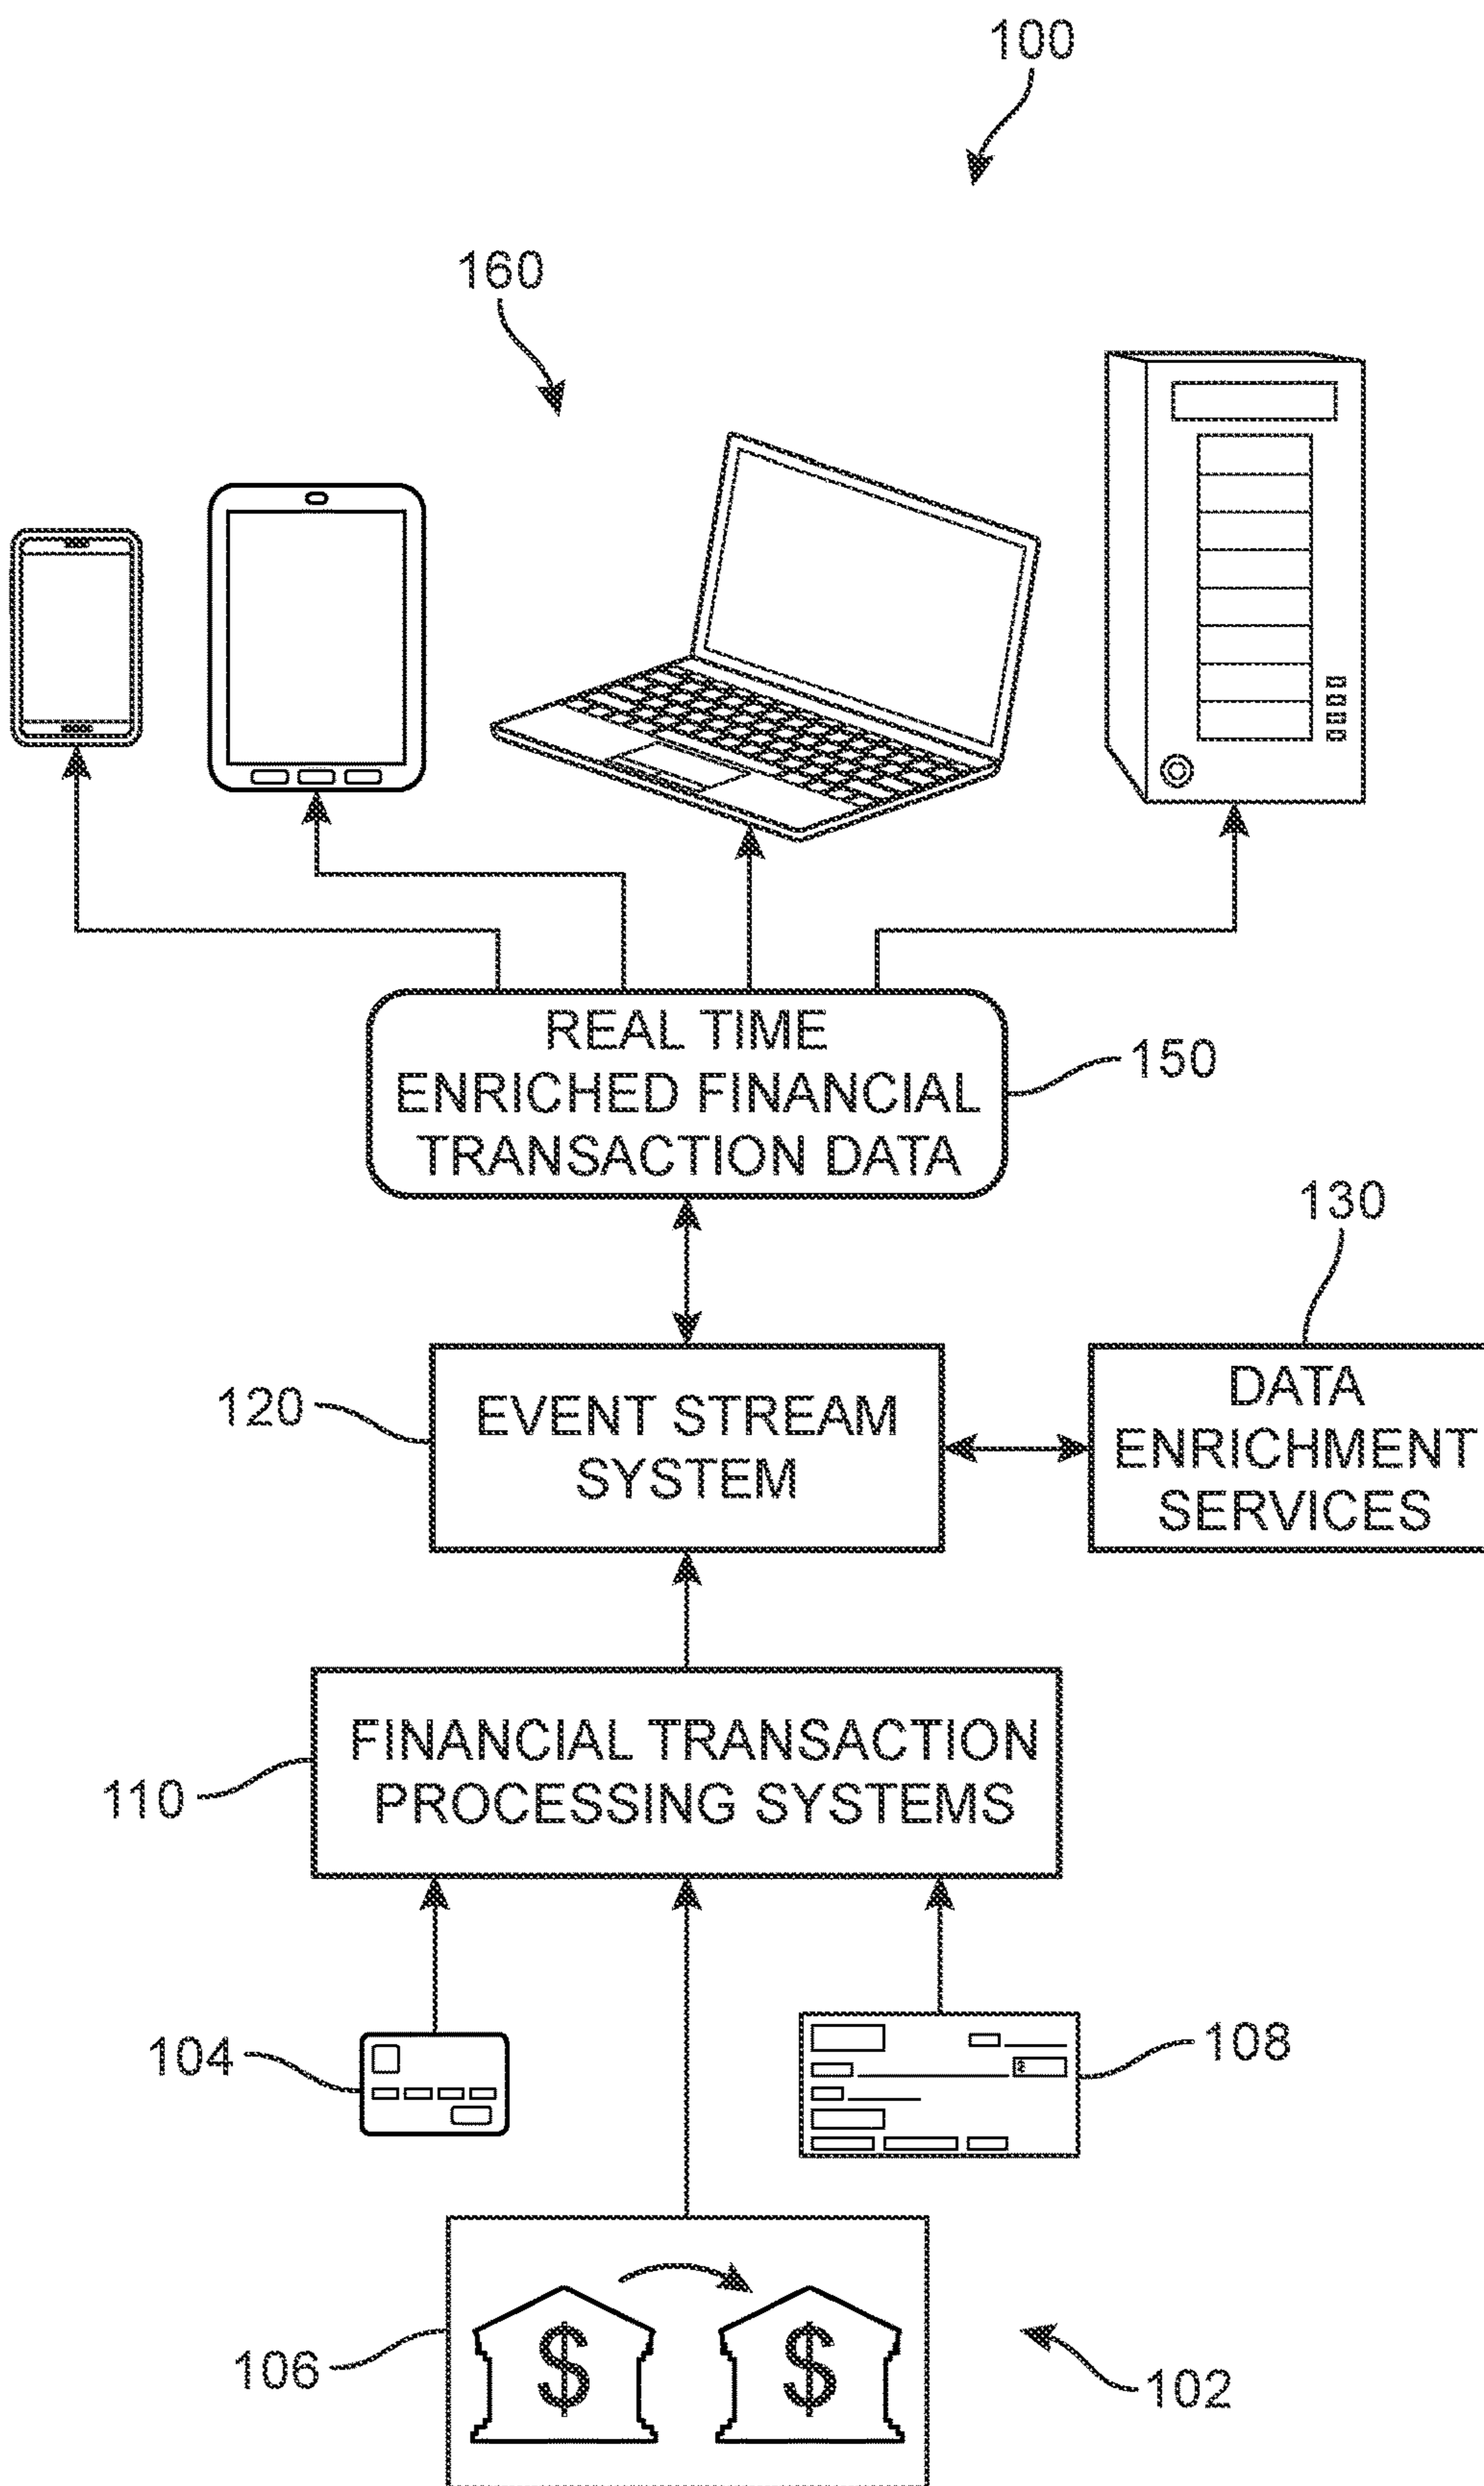 100
160
REAL TIME
ENRICHED FINANCIAL
TRANSACTION DATA
150
130
120
EVENT STREAM
SYSTEM
DATA
ENRICHMENT
SERVICES
110
FINANCIAL TRANSACTION
PROCESSING SYSTEMS
104
$
108
106
$ $
102